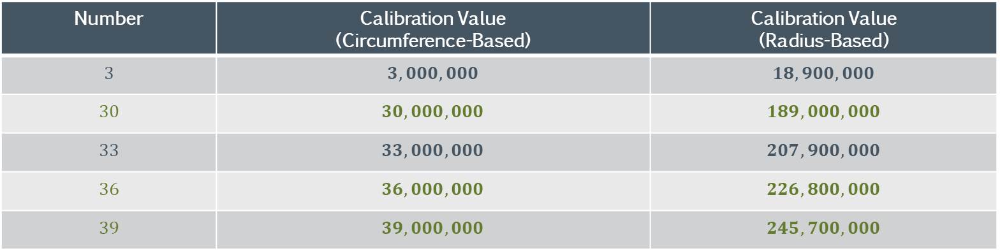 Number Calibration Value Calibration Value
(Circumference-Based) (Radius-Based)
3 3,000,000 18,900,000
30 30,000,000 189,000,000
33 33,000,000 207,900,000
36 36,000,000 226,800,000
39 39,000,000 245,700,000